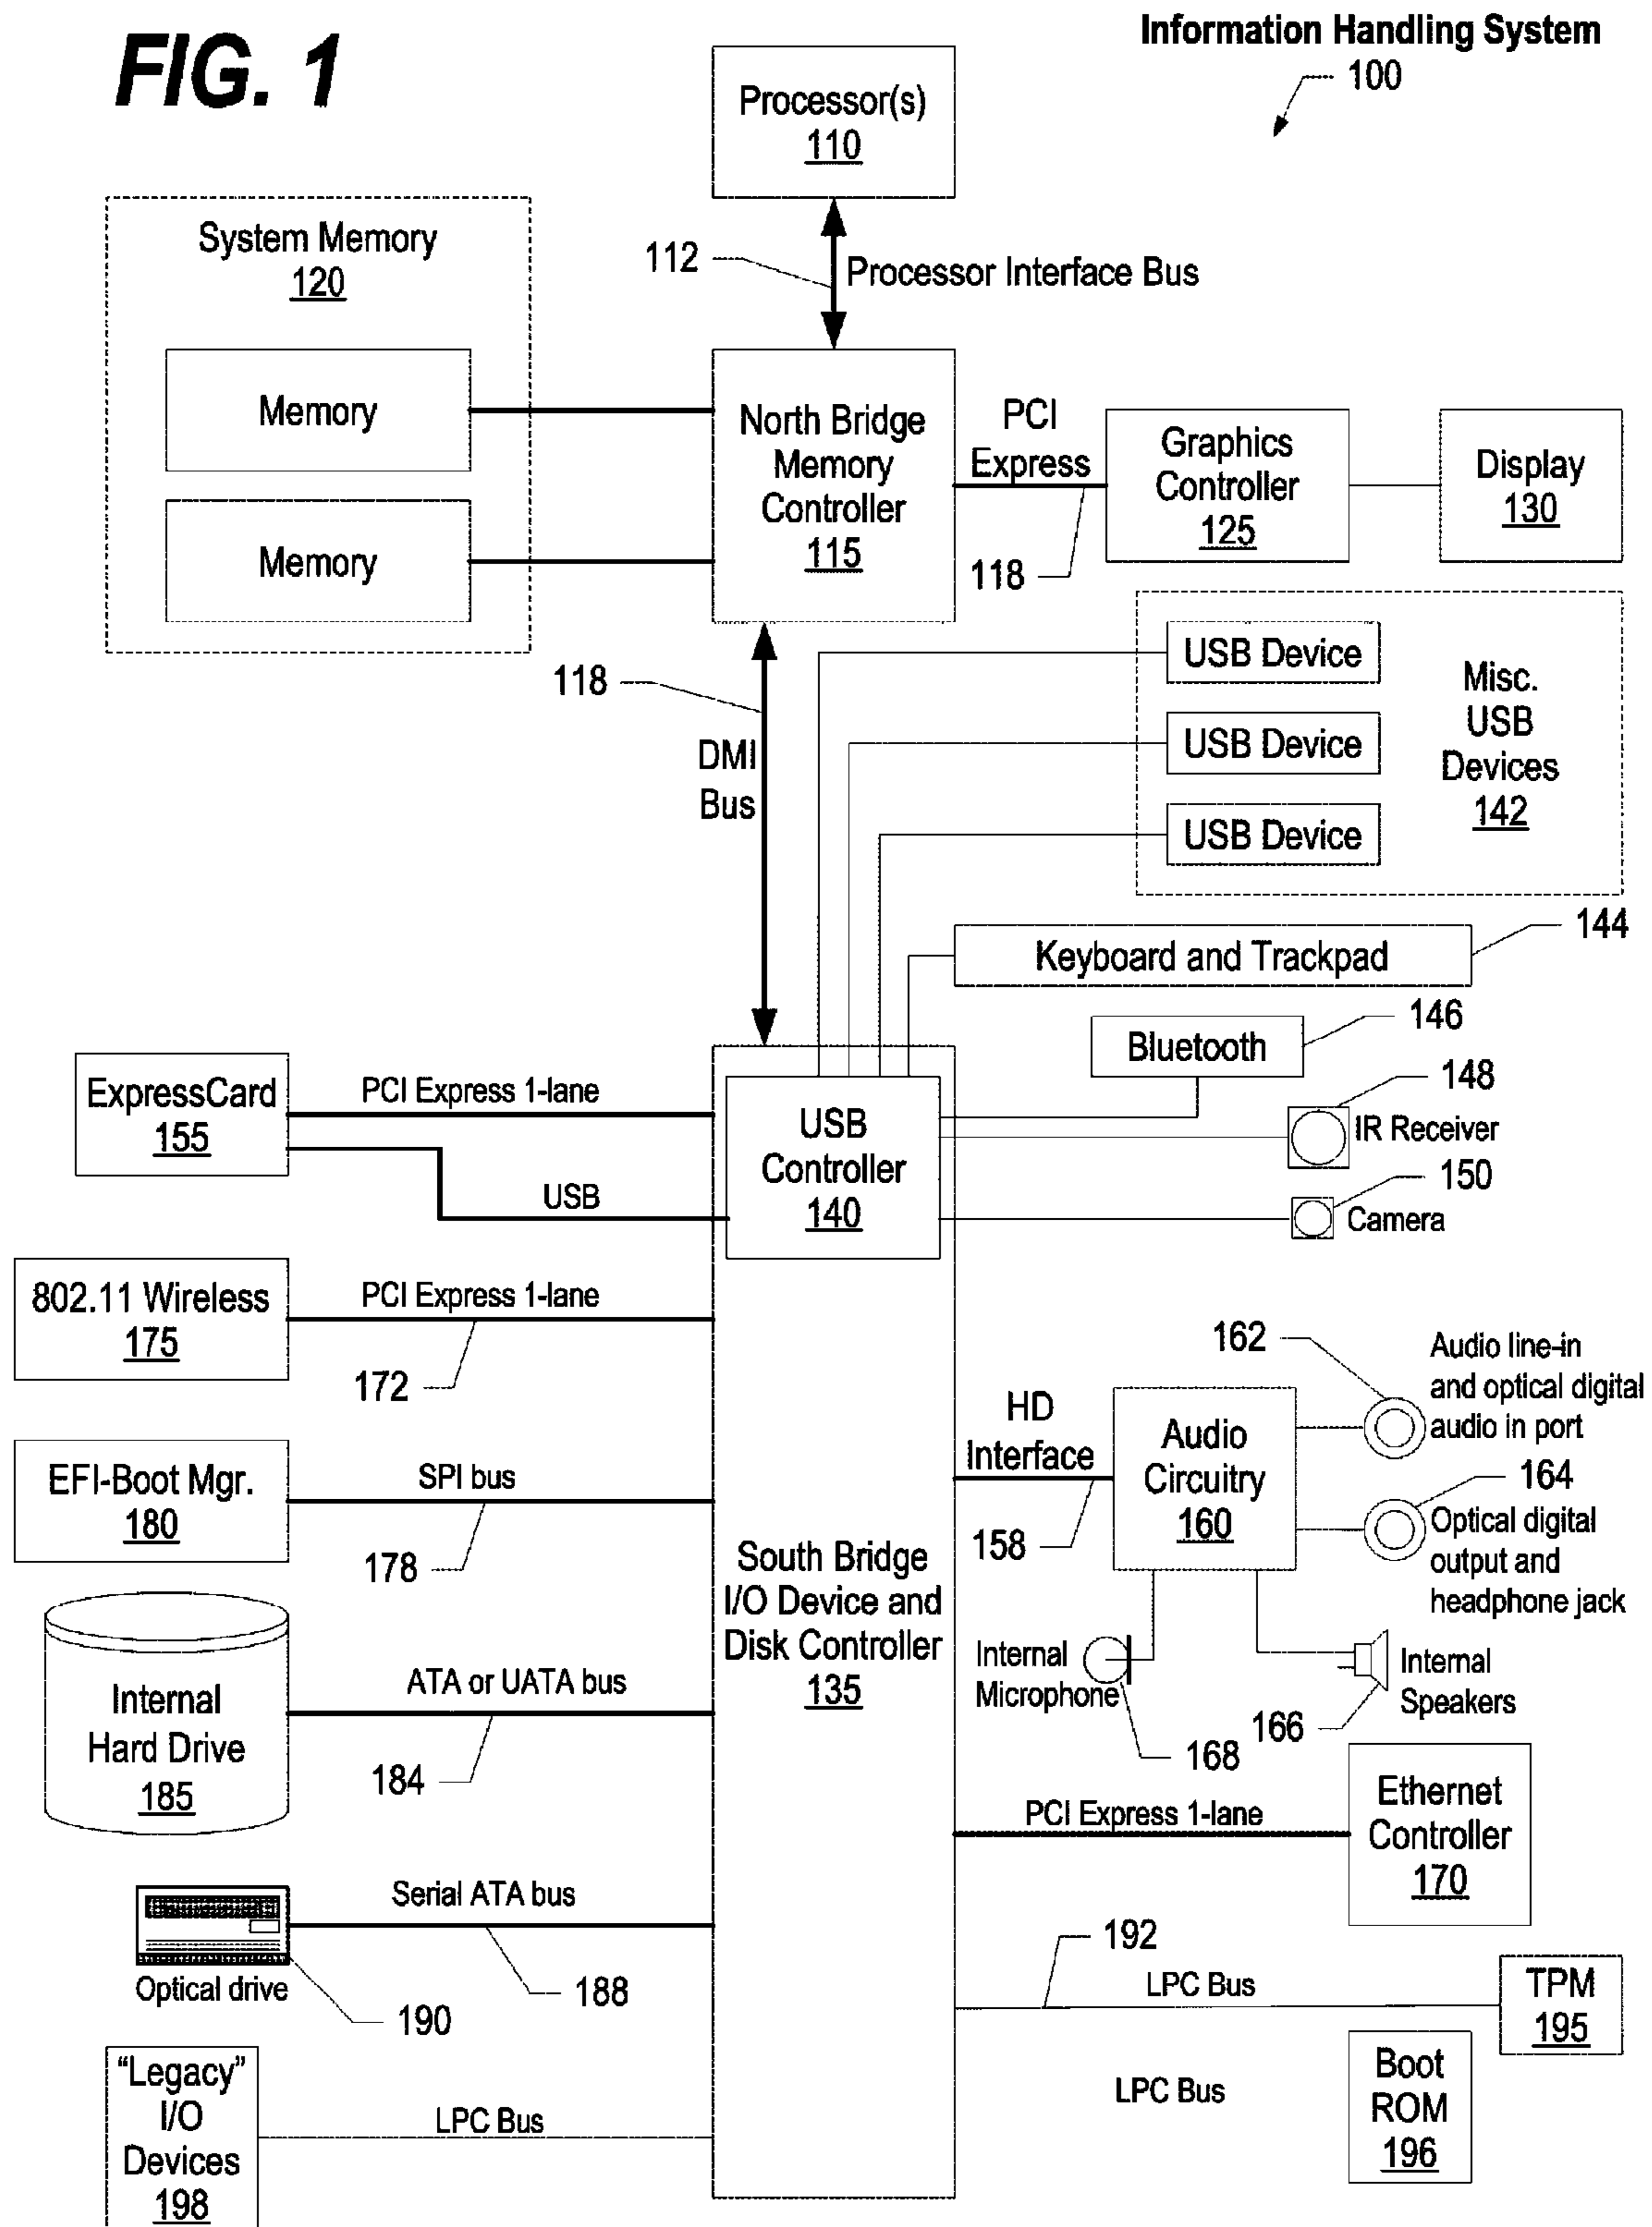 FIG. 1
Information Handling System
100
Processor(s)
110
System Memory
120
112
Processor Interface Bus
Memory
Memory
North Bridge
Memory
Controller
115
PCI
Express
118
Graphics
Controller
125
Display
130
118
DMI
Bus
USB Device
USB Device
USB Device
Misc.
USB
Devices
142
144
Keyboard and Trackpad
146
Bluetooth
148
IR Receiver
150
Camera
ExpressCard
155
PCI Express 1-lane
USB
USB
Controller
140
802.11 Wireless
175
PCI Express 1-lane
172
162
Audio line-in
and optical digital
audio in port
HD
Interface
158
Audio
Circuitry
160
164
Optical digital
output and
headphone jack
EFI-Boot Mgr.
180
SPI bus
178
South Bridge
I/O Device and
Disk Controller
135
Internal
Microphone
168
Internal
Speakers
166
Internal
Hard Drive
185
ATA or UATA bus
184
PCI Express 1-lane
Ethernet
Controller
170
Serial ATA bus
188
Optical drive
190
192
LPC Bus
TPM
195
LPC Bus
Boot
ROM
196
"Legacy"
I/O
Devices
198
LPC Bus